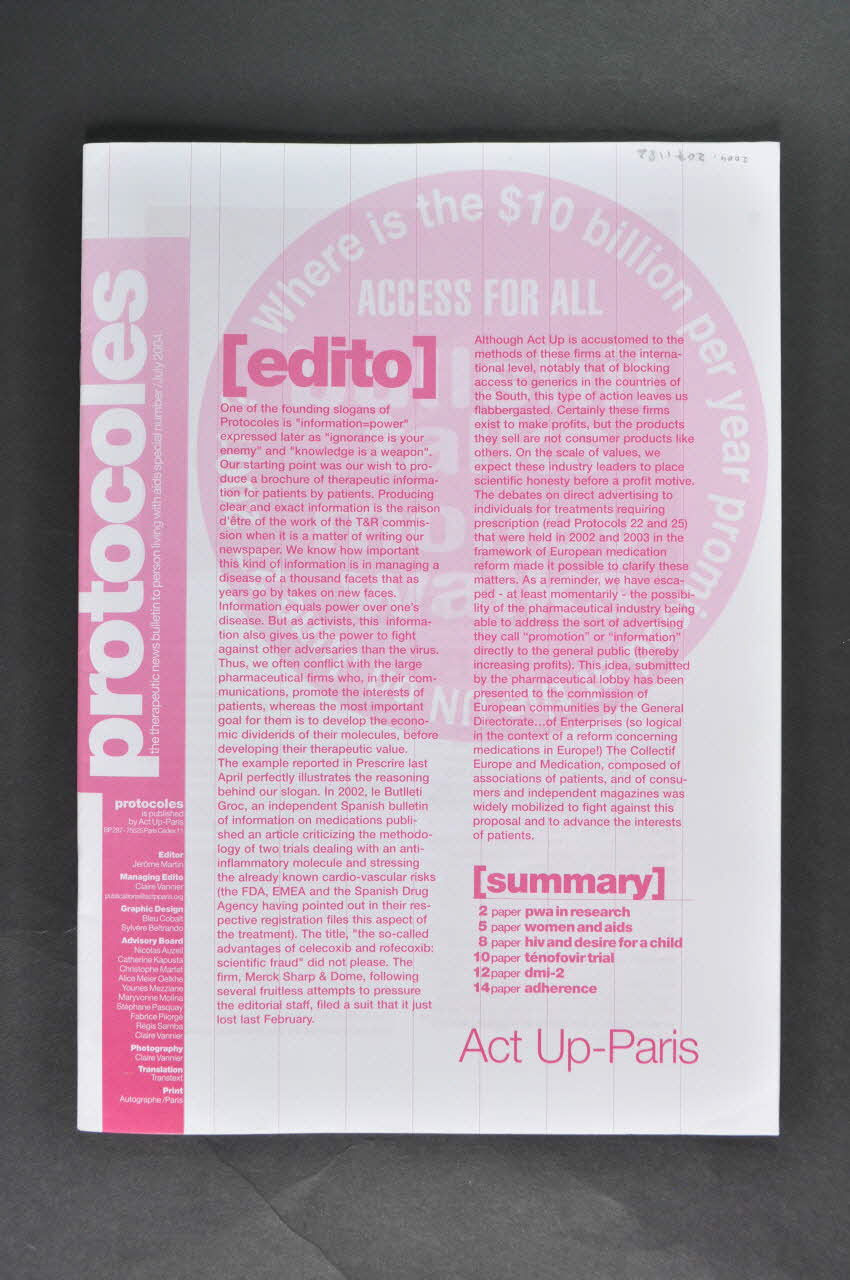 Where is the $10 billion per year promi
ACCESS FOR ALL
protocoles
the therapeutic news bulletin to person living with aids special number /July 2004
[edito]
One of the founding slogans of
Protocoles is "information=power"
expressed later as "ignorance is your
enemy" and "knowledge is a weapon".
Our starting point was our wish to pro-
duce a brochure of therapeutic informa-
tion for patients by patients. Producing
clear and exact information is the raison
d'être of the work of the T&R commis-
sion when it is a matter of writing our
newspaper. We know how important
this kind of information is in managing a
disease of a thousand facets that as
years go by takes on new faces.
Information equals power over one's
disease. But as activists, this informa-
tion also gives us the power to fight
against other adversaries than the virus.
Thus, we often conflict with the large
pharmaceutical firms who, in their com-
munications, promote the interests of
patients, whereas the most important
goal for them is to develop the econo-
mic dividends of their molecules, before
developing their therapeutic value.
The example reported in Prescrire last
April perfectly illustrates the reasoning
behind our slogan. In 2002, le Butlleti
Groc, an independent Spanish bulletin
of information on medications publi-
shed an article criticizing the methodo-
logy of two trials dealing with an anti-
inflammatory molecule and stressing
the already known cardio-vascular risks
(the FDA, EMEA and the Spanish Drug
Agency having pointed out in their res-
pective registration files this aspect of
the treatment). The title, "the so-called
advantages of celecoxib and rofecoxib:
scientific fraud" did not please. The
firm, Merck Sharp & Dome, following
several fruitless attempts to pressure
the editorial staff, filed a suit that it just
lost last February.
Although Act Up is accustomed to the
methods of these firms at the interna-
tional level, notably that of blocking
access to generics in the countries of
the South, this type of action leaves us
flabbergasted. Certainly these firms
exist to make profits, but the products
they sell are not consumer products like
others. On the scale of values, we
expect these industry leaders to place
scientific honesty before a profit motive.
The debates on direct advertising to
individuals for treatments requiring
prescription (read Protocols 22 and 25)
that were held in 2002 and 2003 in the
framework of European medication
reform made it possible to clarify these
matters. As a reminder, we have esca-
ped - at least momentarily - the possibi-
lity of the pharmaceutical industry being
able to address the sort of advertising
they call "promotion" or "information"
directly to the general public (thereby
increasing profits). This idea, submitted
by the pharmaceutical lobby has been
presented to the commission of
European communities by the General
Directorate...of Enterprises (so logical
in the context of a reform concerning
medications in Europe!) The Collectif
Europe and Medication, composed of
associations of patients, and of consu-
mers and independent magazines was
widely mobilized to fight against this
proposal and to advance the interests
of patients.
[summary]
2 paper pwa in research
5 paper women and aids
8 paper hiv and desire for a child
10 paper ténofovir trial
12 paper dmi-2
14 paper adherence
Act Up-Paris
protocoles
is published
by Act Up-Paris
BP 287 - 75525 Paris Cedex 11
Editor
Jerôme Martin
Managing Edito
Claire Vannier
publications@actupparis.org
Graphic Design
Bleu Cobalt
Sylvère Beltrando
Advisory Board
Nicolas Auzeil
Catherine Kapusta
Christophe Martet
Alice Meier Oelkhe
Younes Mezziane
Maryvonne Molina
Stéphane Pasquay
Fabrice Pilorgé
Régis Samba
Claire Vannier
Photography
Claire Vannier
Translation
Transtext
Print
Autographe/Paris